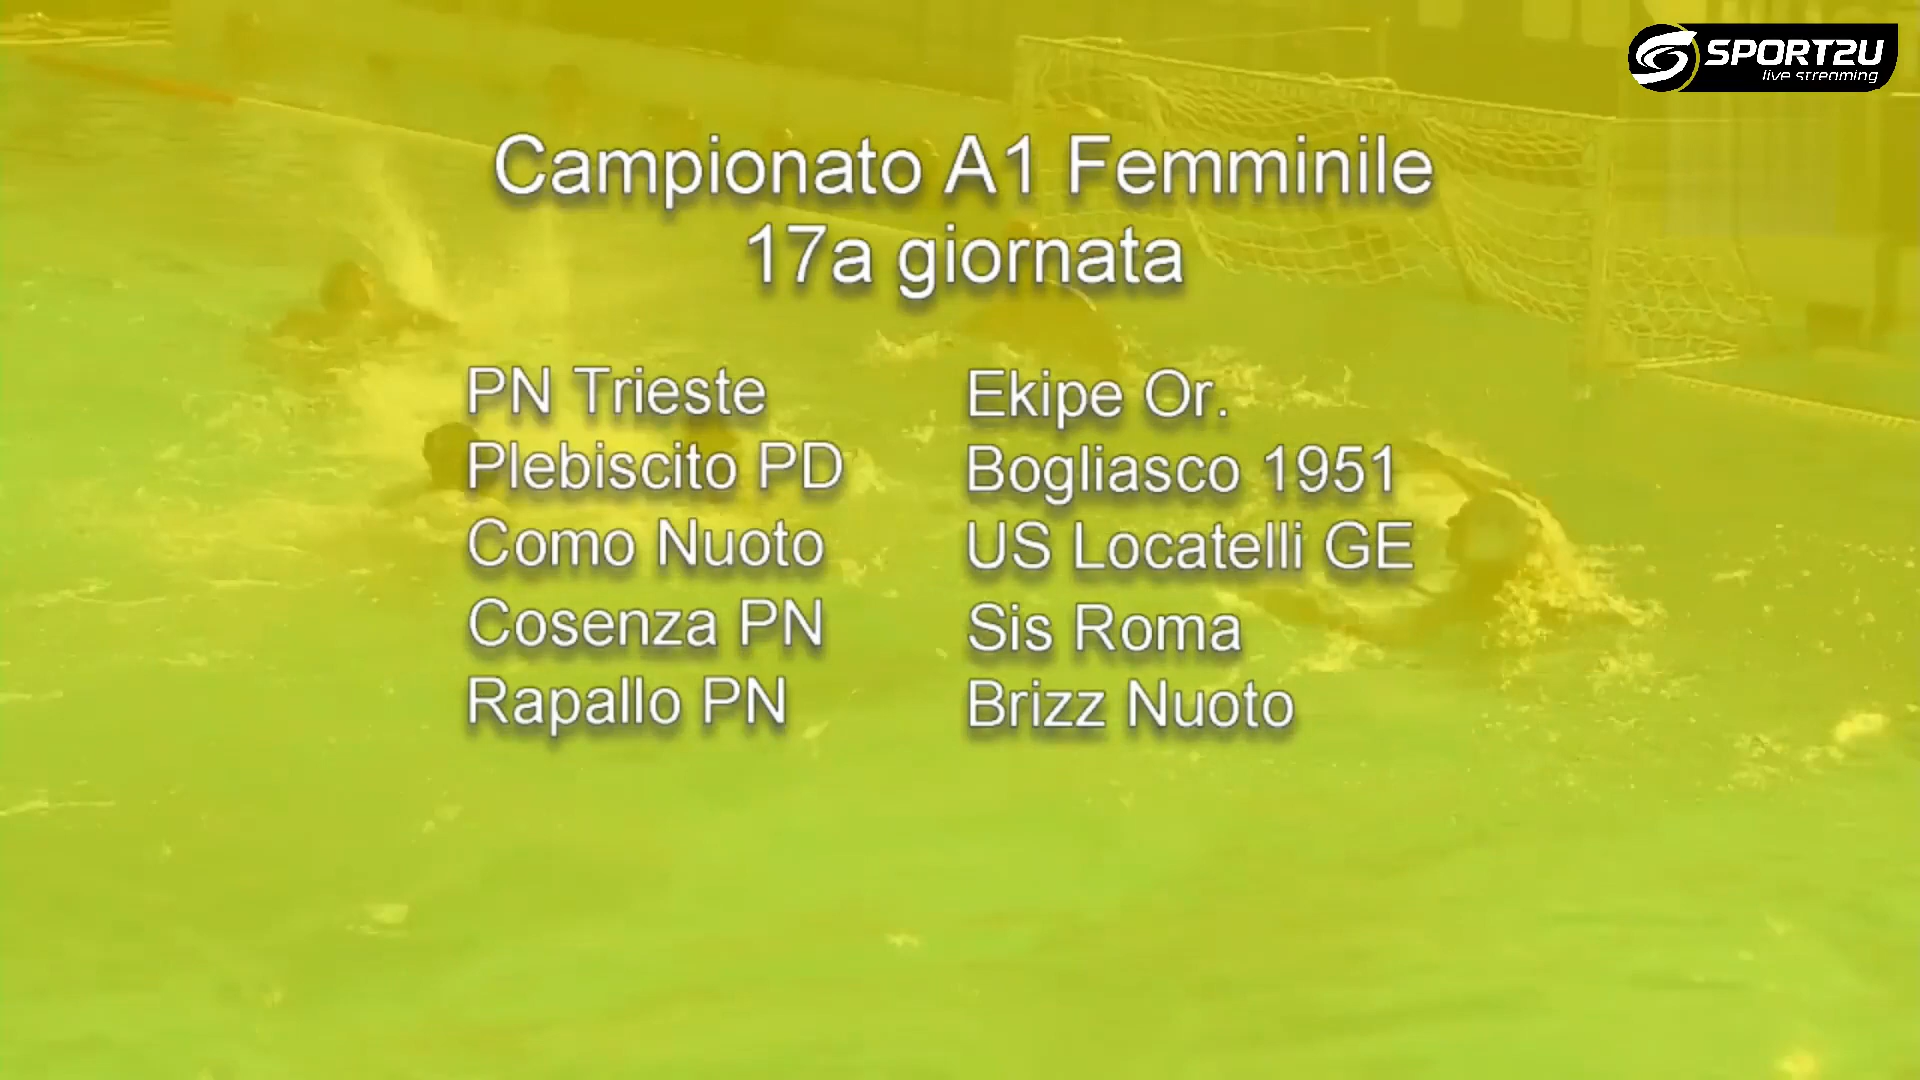 SPORT2U
live streaming
Campionato A1 Femminile
17a giornata
PN Trieste Ekipe Or.
Plebiscito PD Bogliasco 1951
Como Nuoto US Locatelli GE
Cosenza PN Sis Roma
Rapallo PN Brizz Nuoto